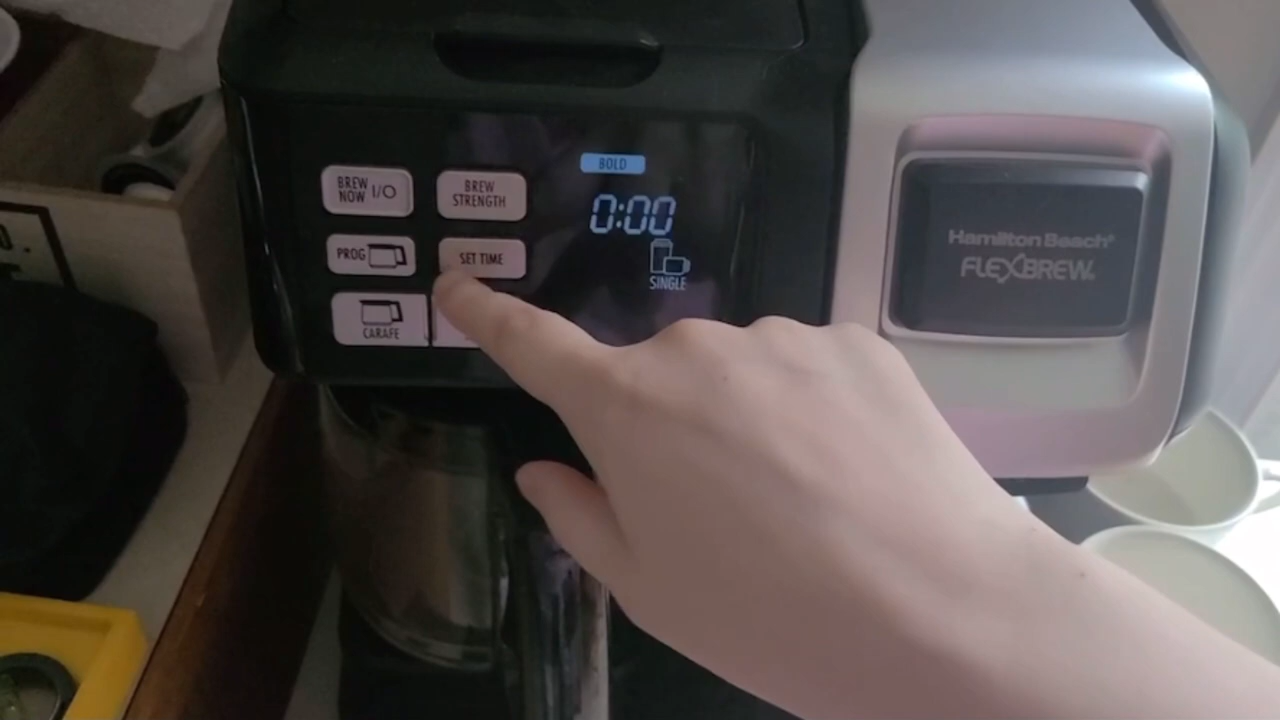 BOLD
BREW
NOW I/O
BREW
STRENGTH
0:00
PROG
SET TIME
SINGLE
CARAFE
Hamilton Beach®
FLEXBREW®